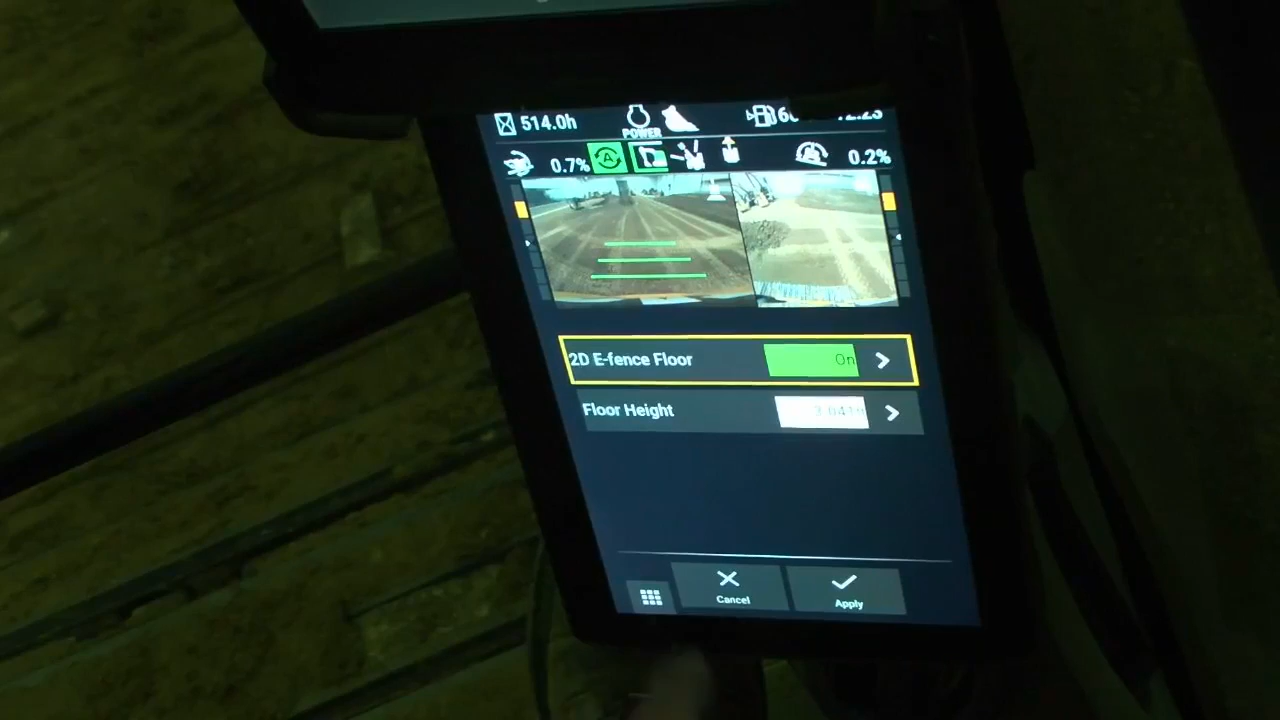 514.0h
POWER
0.7%
A
0.2%
2D E-fence Floor On
Floor Height
Cancel
Apply